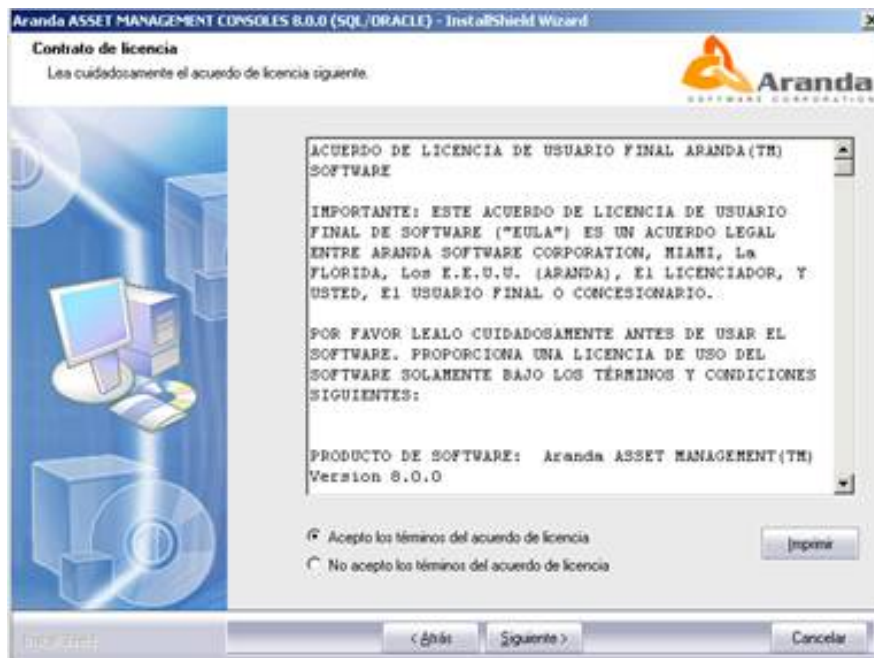 Aranda ASSET MANAGEMENT CONSOLES 8.0.0 (SQL/ORACLE) - InstallShield Wizard
Contrato de licencia
Lea cuidadosamente el acuerdo de licencia siguiente.
Aranda
SOFTWARE CORPORATION
ACUERDO DE LICENCIA DE USUARIO FINAL ARANDA(TM)
SOFTWARE
IMPORTANTE: ESTE ACUERDO DE LICENCIA DE USUARIO
FINAL DE SOFTWARE ("EULA") ES UN ACUERDO LEGAL
ENTRE ARANDA SOFTWARE CORPORATION, MIAMI, La
FLORIDA, Los E.E.U.U. (ARANDA), El LICENCIADOR, Y
USTED, El USUARIO FINAL O CONCESIONARIO.
POR FAVOR LEALO CUIDADOSAMENTE ANTES DE USAR EL
SOFTWARE. PROPORCIONA UNA LICENCIA DE USO DEL
SOFTWARE SOLAMENTE BAJO LOS TÉRMINOS Y CONDICIONES
SIGUIENTES:
PRODUCTO DE SOFTWARE: Aranda ASSET MANAGEMENT(TM)
Version 8.0.0
Acepto los términos del acuerdo de licencia
Imprimir
No acepto los términos del acuerdo de licencia
InstallShield
< Atrás
Siguiente >
Cancelar